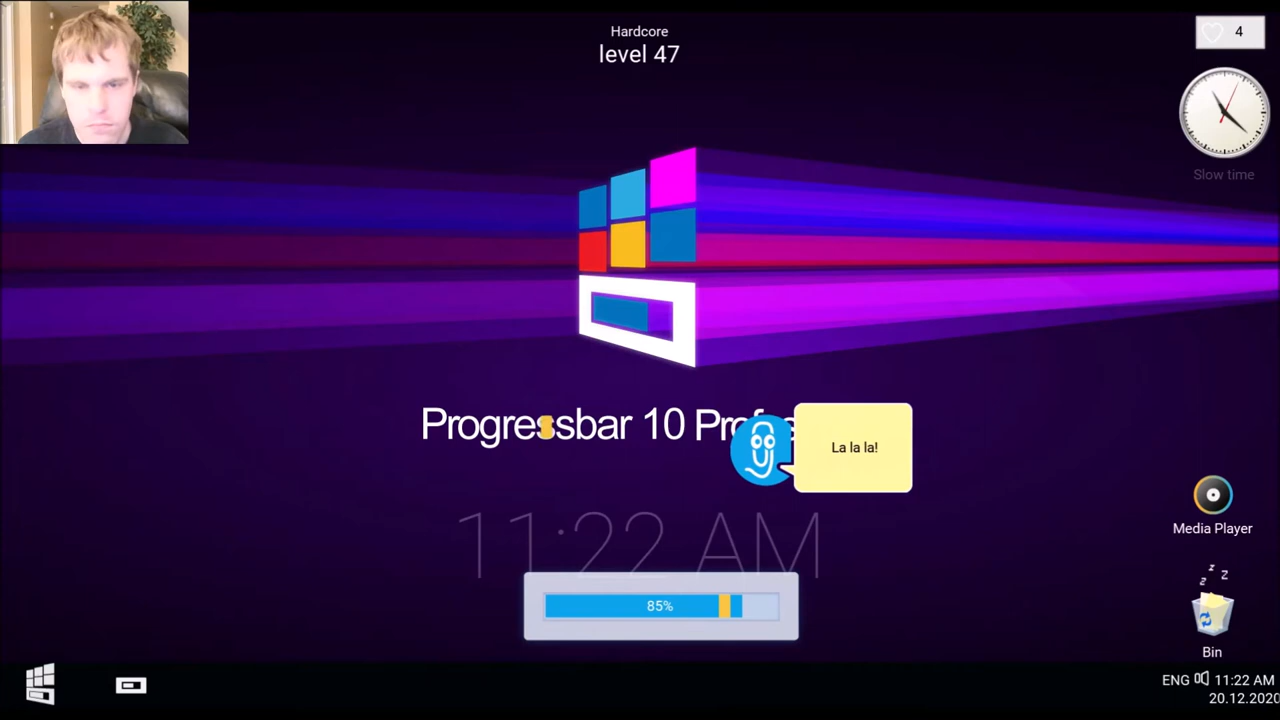 Hardcore
level 47
4
Slow time
Progressbar 10
La la la!
11:22 AM
85%
Media Player
z z z
Bin
ENG 11:22 AM
20.12.2020